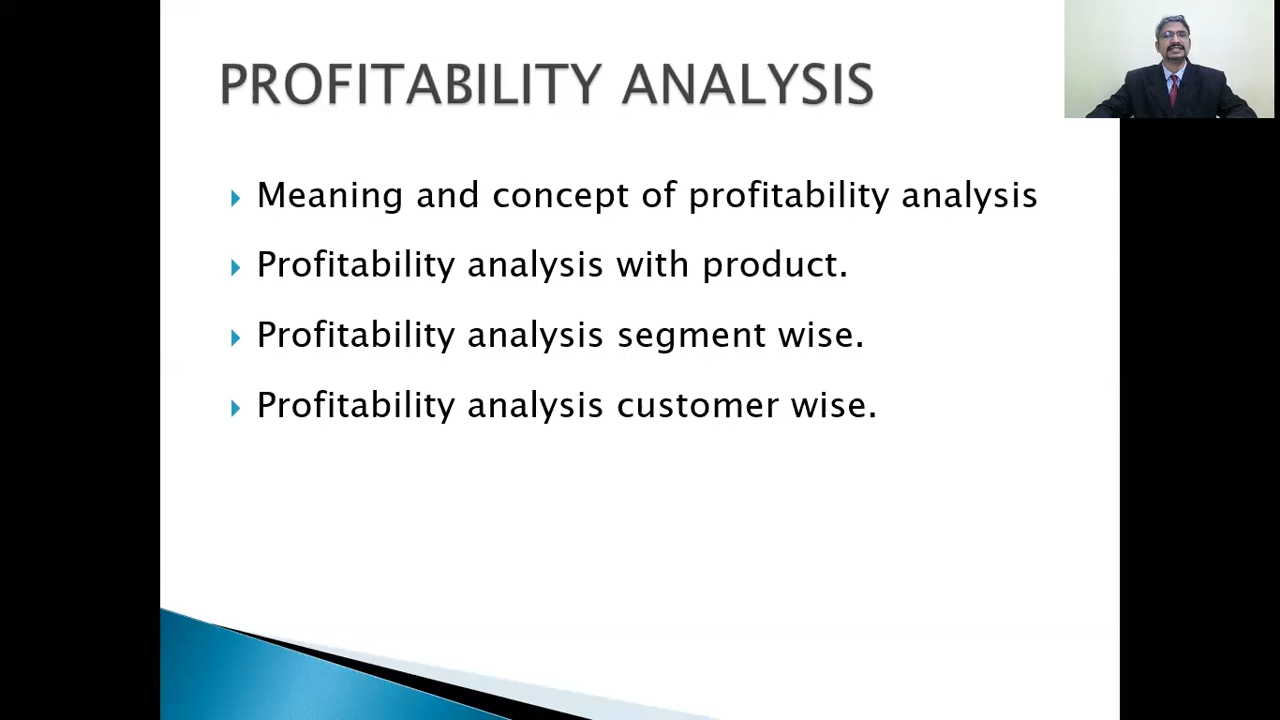 PROFITABILITY ANALYSIS
Meaning and concept of profitability analysis
Profitability analysis with product.
Profitability analysis segment wise.
Profitability analysis customer wise.